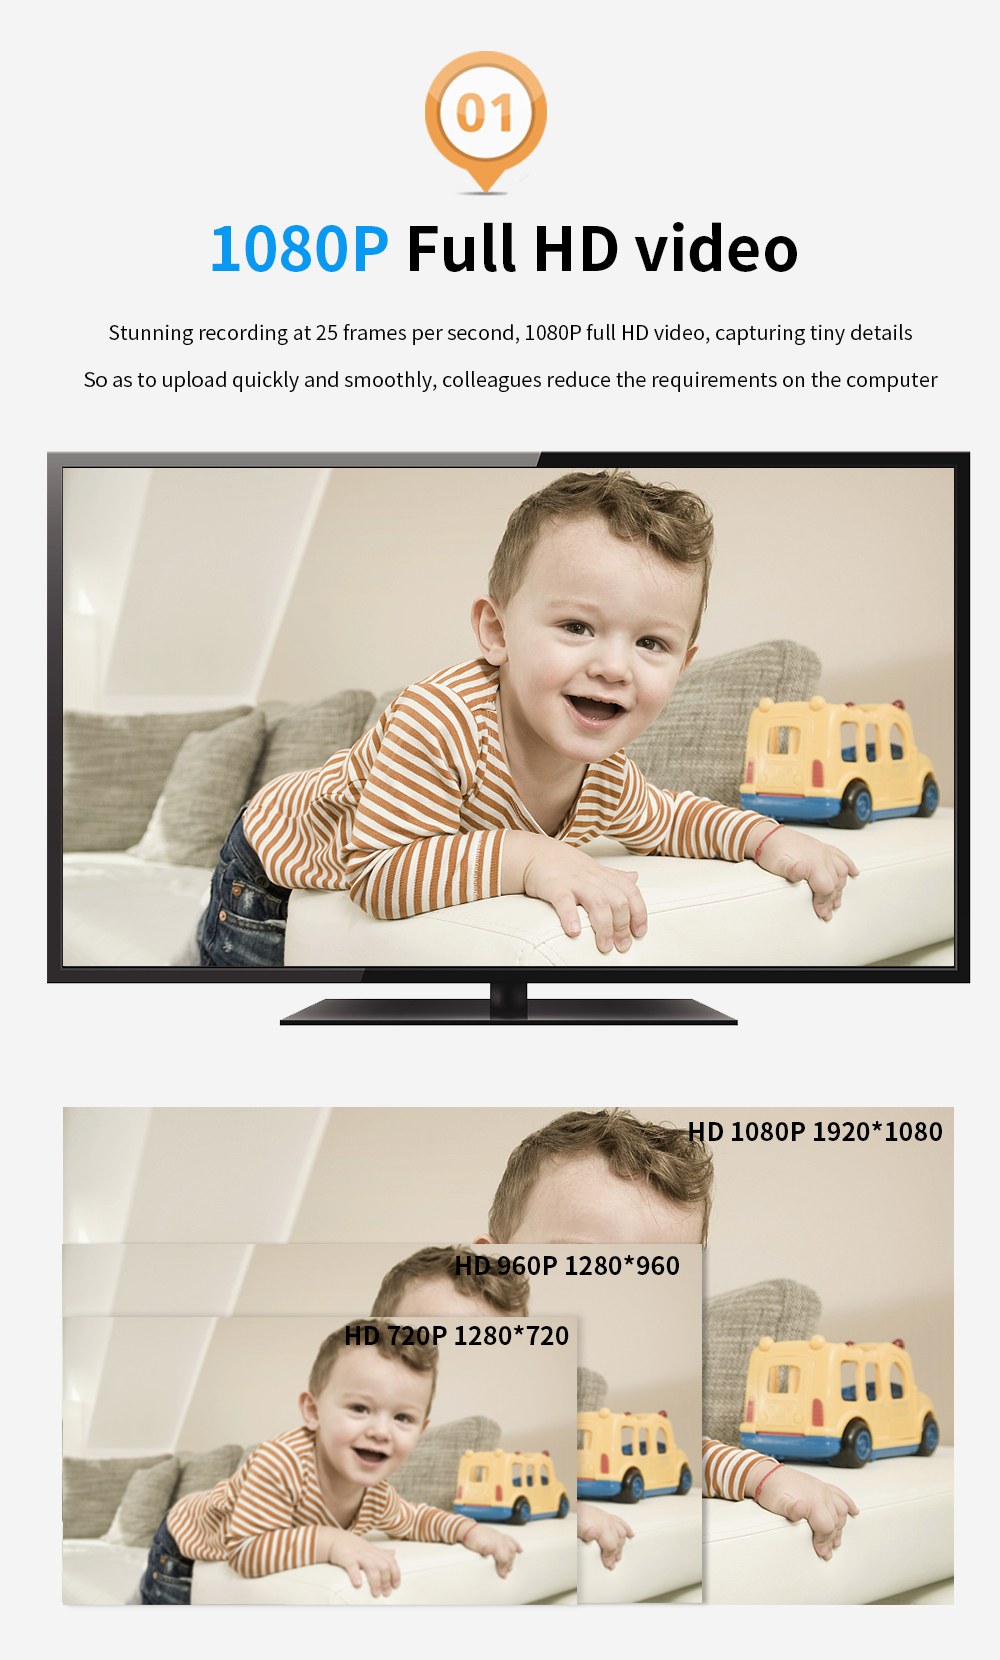 01
1080P Full HD video
Stunning recording at 25 frames per second, 1080P full HD video, capturing tiny details
So as to upload quickly and smoothly, colleagues reduce the requirements on the computer
HD 1080P 1920*1080
HD 960P 1280*960
HD 720P 1280*720